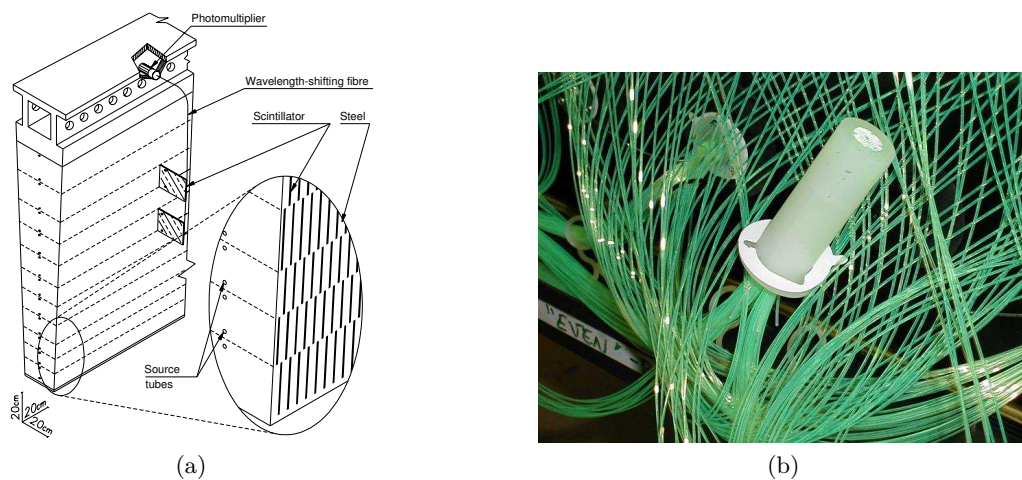 Photomultiplier
Wavelength-shifting fibre
Scintillator
Steel
Source
tubes
20cm
20cm
20cm
(a)
"EVEN"
(b)